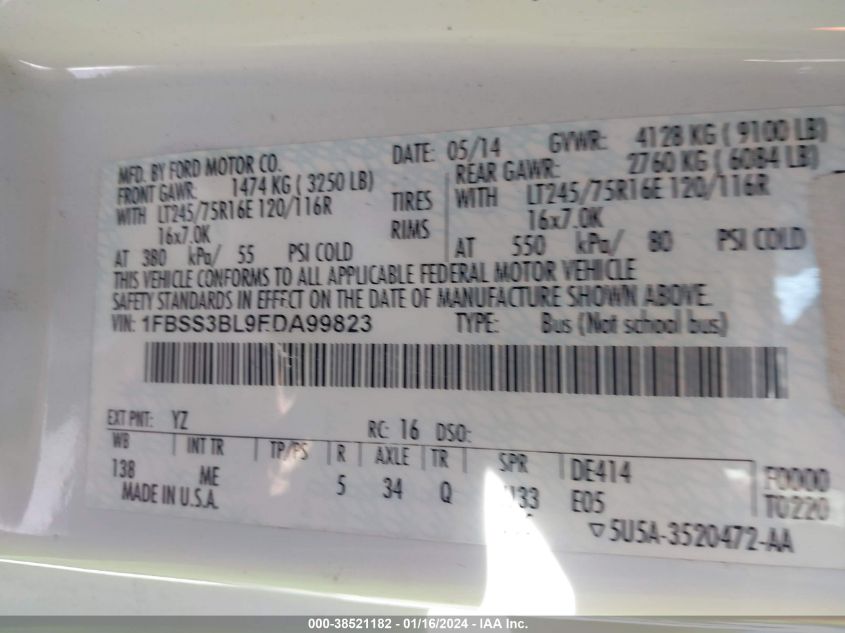 MFD. BY FORD MOTOR CO.
DATE: 05/14
GVWR: 4128 KG ( 9100 LB)
FRONT GAWR: 1474 KG ( 3250 LB)
REAR GAWR: 2760 KG ( 6084 LB)
WITH LT245/75R16E 120/116R
TIRES
WITH LT245/75R16E 120/116R
16x7.0K
RIMS
16x7.0K
AT 380 kPa/ 55 PSI COLD
AT 550 kPa/ 80 PSI COLD
THIS VEHICLE CONFORMS TO ALL APPLICABLE FEDERAL MOTOR VEHICLE
SAFETY STANDARDS IN EFFECT ON THE DATE OF MANUFACTURE SHOWN ABOVE.
VIN: 1FBSS3BL9FDA99823 TYPE: Bus (Not school bus)
EXT PNT: YZ RC: 16 DSO:
WB INT TR TP/PS R AXLE TR SPR DE414 F0000
138 ME 5 34 Q 33 E05 T0220
MADE IN U.S.A. 5U5A-3520472-AA
000-38521182 - 01/16/2024 - IAA Inc.